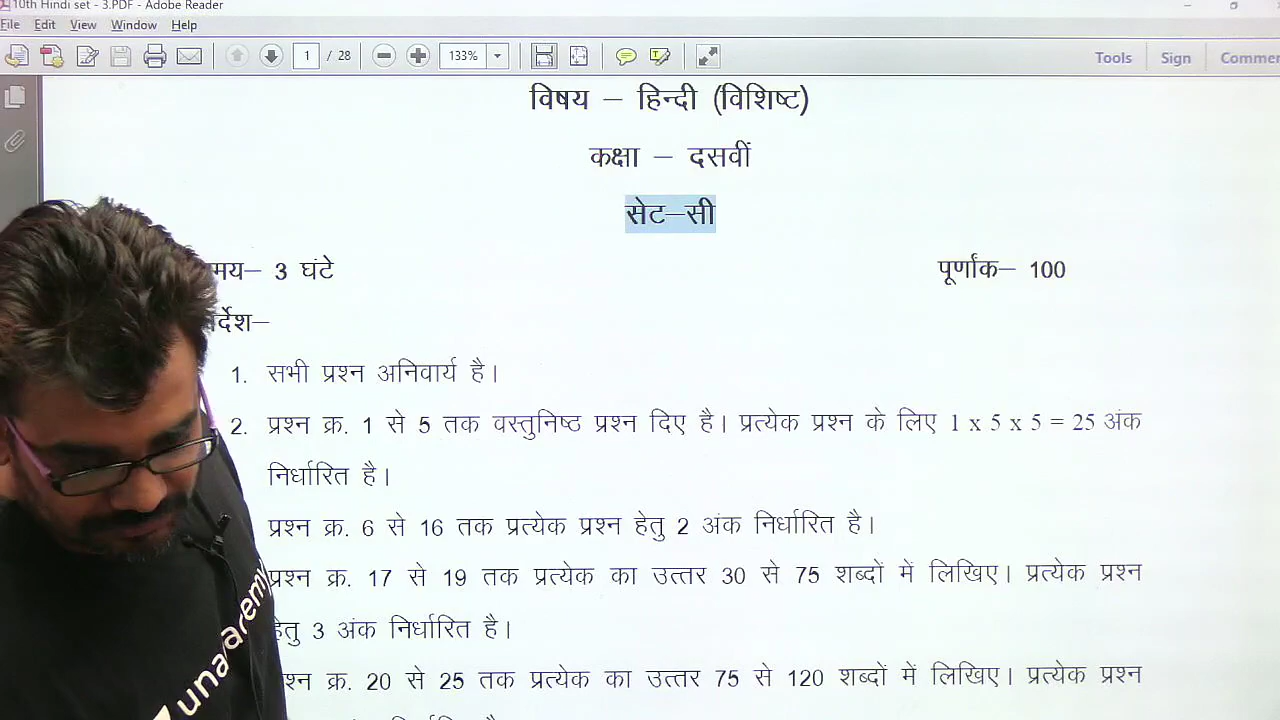 10th Hindi set - 3.PDF - Adobe Reader
File Edit View Window Help
1 / 28 133% Tools Sign
विषय – हिन्दी (विशिष्ट)
कक्षा – दसवीं
सेट–सी
3 घंटे पूर्णांक– 100
1. सभी प्रश्न अनिवार्य है।
2. प्रश्न क्र. 1 से 5 तक वस्तुनिष्ठ प्रश्न दिए है। प्रत्येक प्रश्न के लिए 1 x 5 x 5 = 25 अंक
निर्धारित है।
प्रश्न क्र. 6 से 16 तक प्रत्येक प्रश्न हेतु 2 अंक निर्धारित है।
प्रश्न क्र. 17 से 19 तक प्रत्येक का उत्तर 30 से 75 शब्दों में लिखिए। प्रत्येक प्रश्न
हेतु 3 अंक निर्धारित है।
क्र. 20 से 25 तक प्रत्येक का उत्तर 75 से 120 शब्दों में लिखिए। प्रत्येक प्रश्न